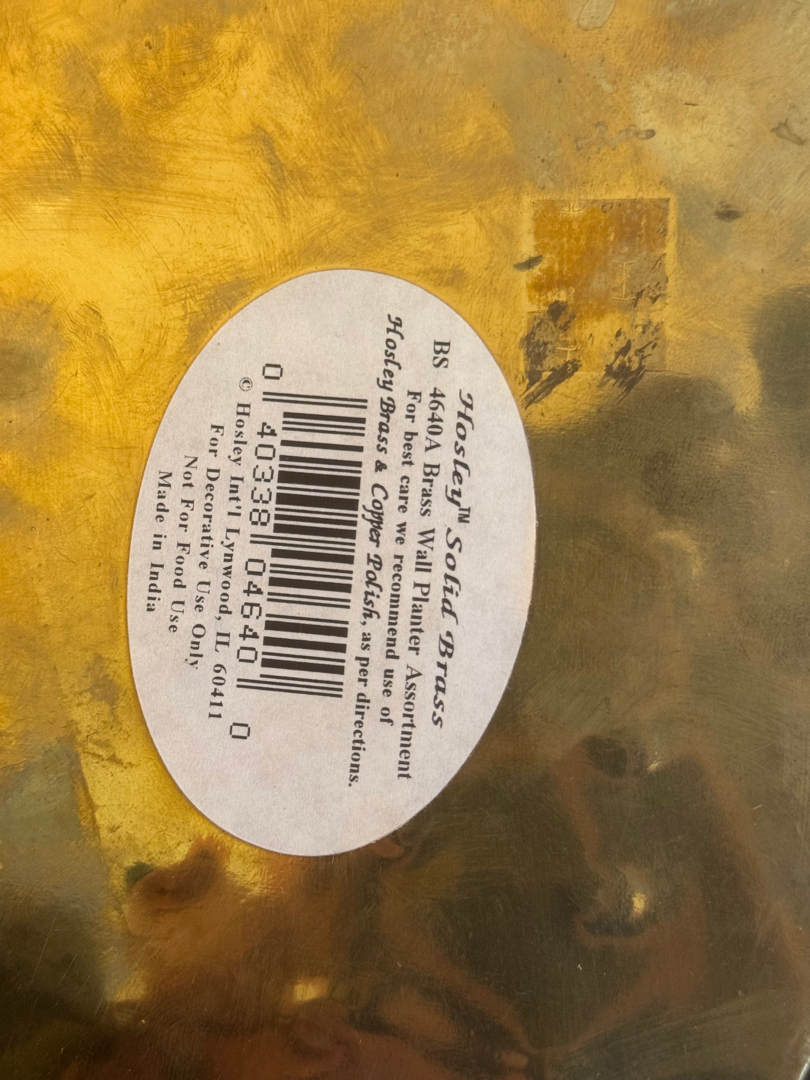 Hosley™ Solid Brass
BS 4640A Brass Wall Planter Assortment
For best care we recommend use of
Hosley Brass & Copper Polish, as per directions.
0 40338 04640 0
© Hosley Int'l Lynwood, IL 60411
For Decorative Use Only
Not For Food Use
Made in India